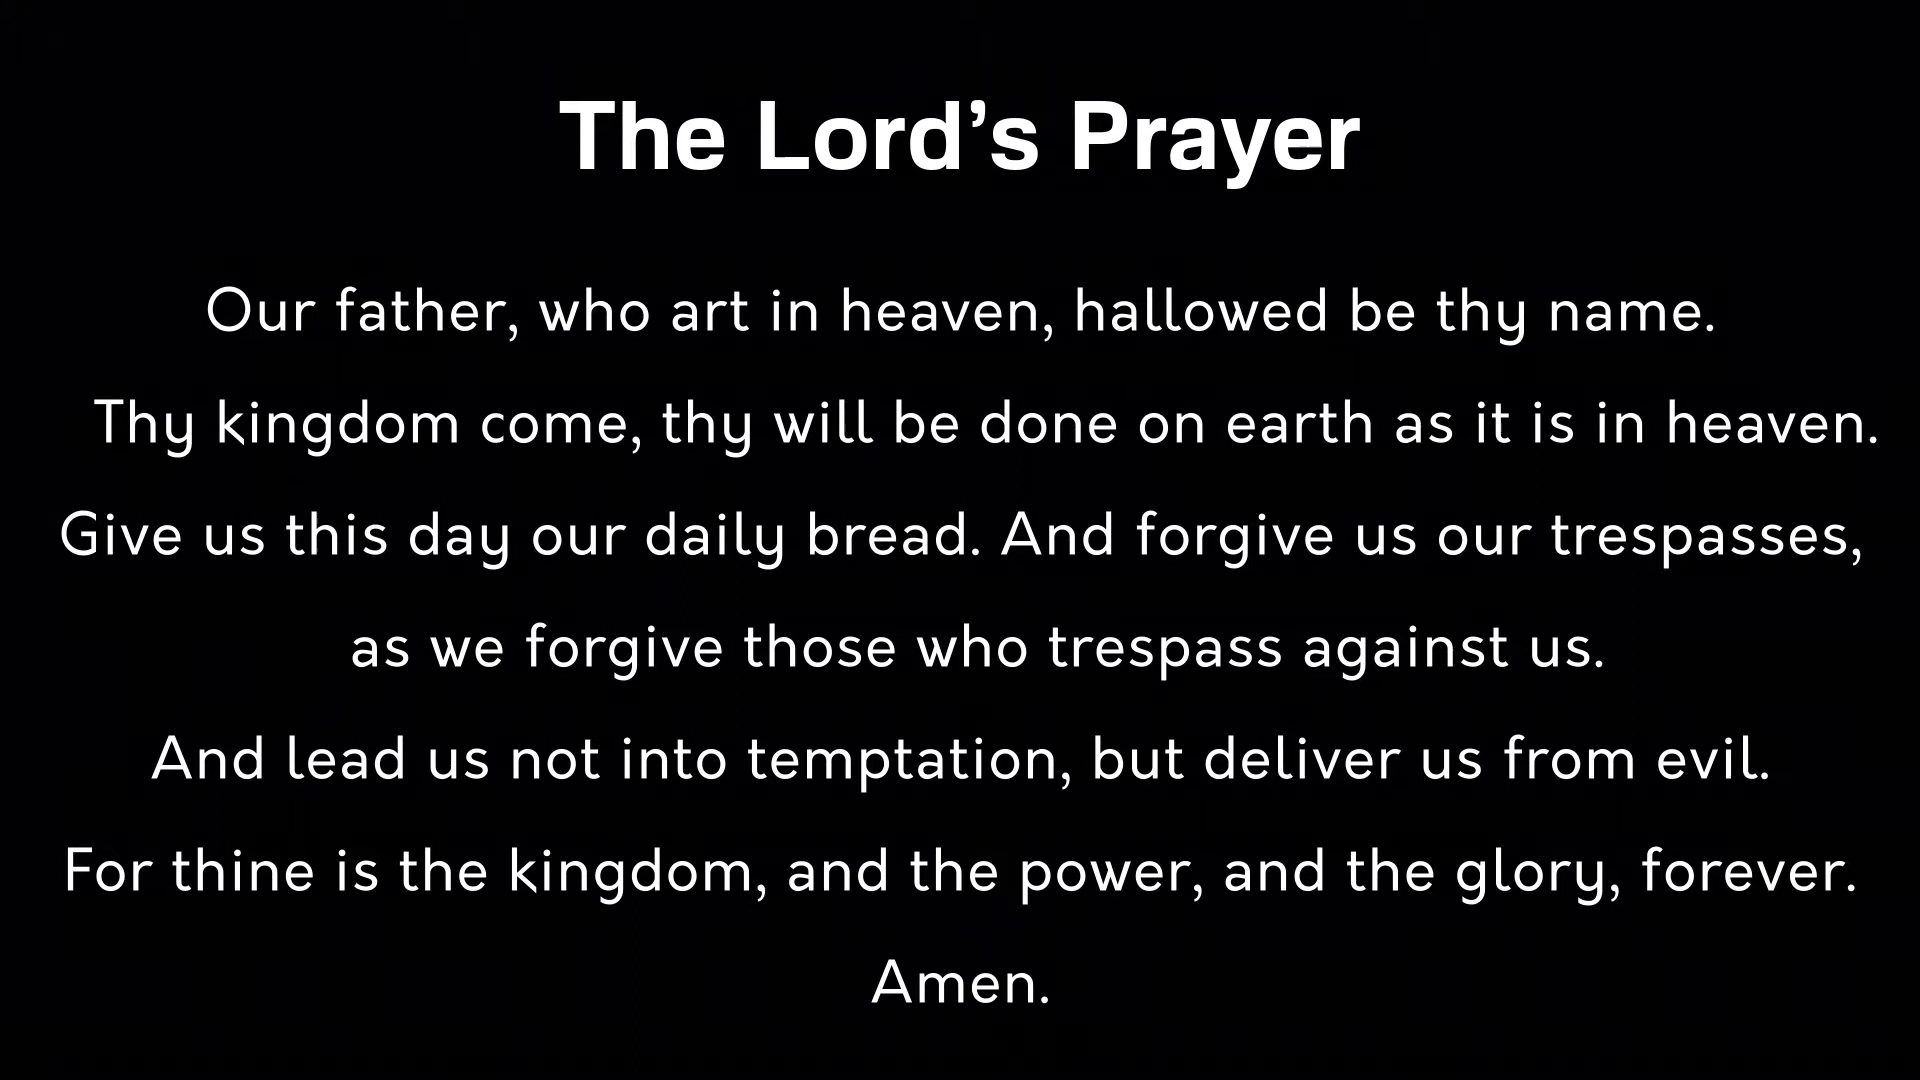 The Lord’s Prayer
Our father, who art in heaven, hallowed be thy name.
Thy kingdom come, thy will be done on earth as it is in heaven.
Give us this day our daily bread. And forgive us our trespasses,
as we forgive those who trespass against us.
And lead us not into temptation, but deliver us from evil.
For thine is the kingdom, and the power, and the glory, forever.
Amen.